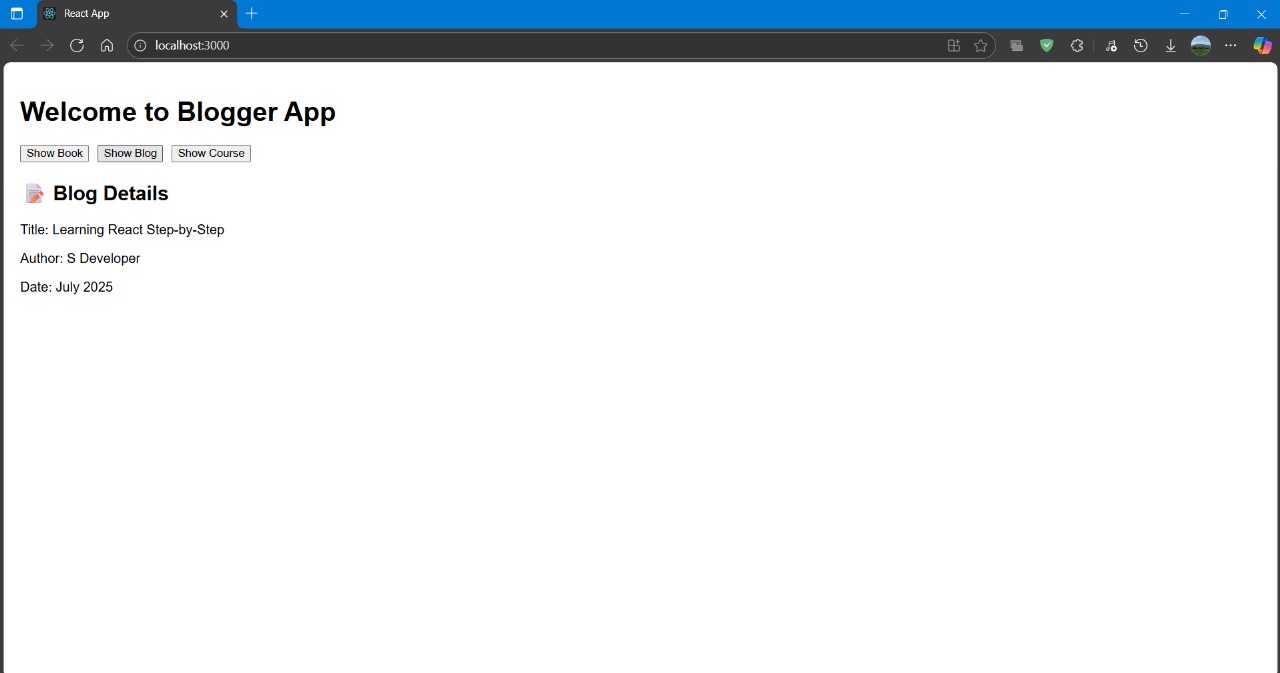 React App
localhost:3000
Welcome to Blogger App
Show Book Show Blog Show Course
📝 Blog Details
Title: Learning React Step-by-Step
Author: S Developer
Date: July 2025